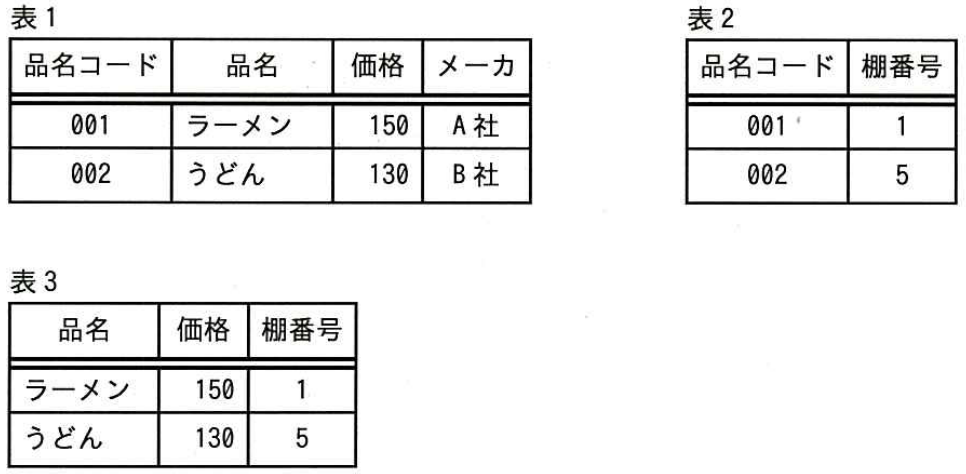 表1
品名コード 品名 価格 メーカ
001 ラーメン 150 A社
002 うどん 130 B社
表2
品名コード 棚番号
001 1
002 5
表3
品名 価格 棚番号
ラーメン 150 1
うどん 130 5